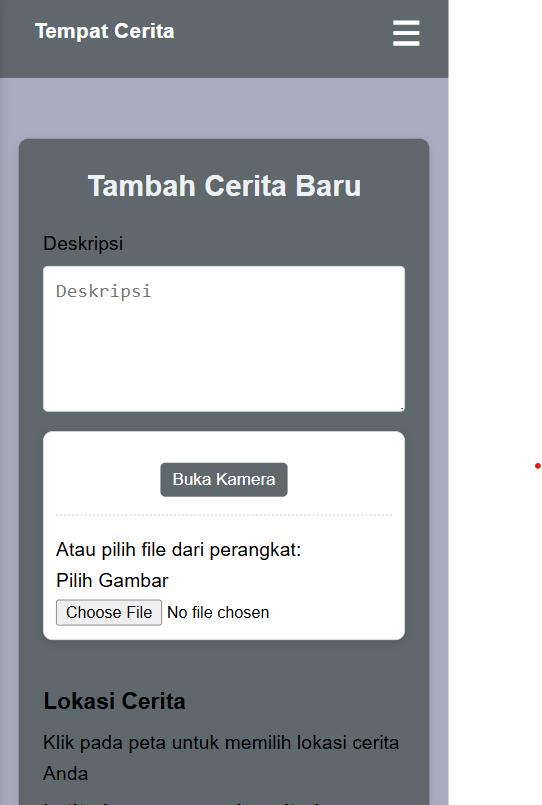 Tempat Cerita
Tambah Cerita Baru
Deskripsi
Deskripsi
Buka Kamera
Atau pilih file dari perangkat:
Pilih Gambar
Choose File No file chosen
Lokasi Cerita
Klik pada peta untuk memilih lokasi cerita
Anda